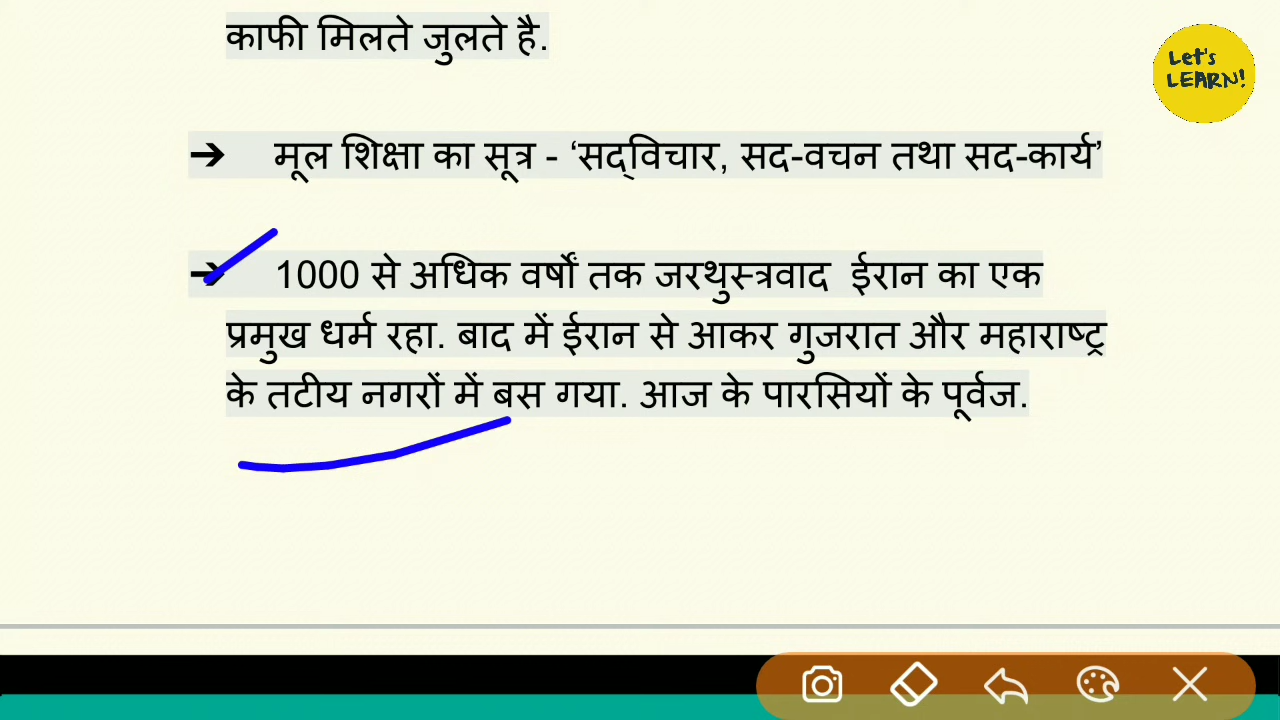 काफी मिलते जुलते है.
Let's
LEARN!
➔ मूल शिक्षा का सूत्र - ‘सद्‌विचार, सद-वचन तथा सद-कार्य’
➔ 1000 से अधिक वर्षों तक जरथुस्त्रवाद ईरान का एक
प्रमुख धर्म रहा. बाद में ईरान से आकर गुजरात और महाराष्ट्र
के तटीय नगरों में बस गया. आज के पारसियों के पूर्वज.